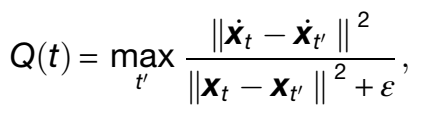 Q(t) = max_{t′} ‖ẋ_t − ẋ_{t′}‖² / (‖x_t − x_{t′}‖² + ε),